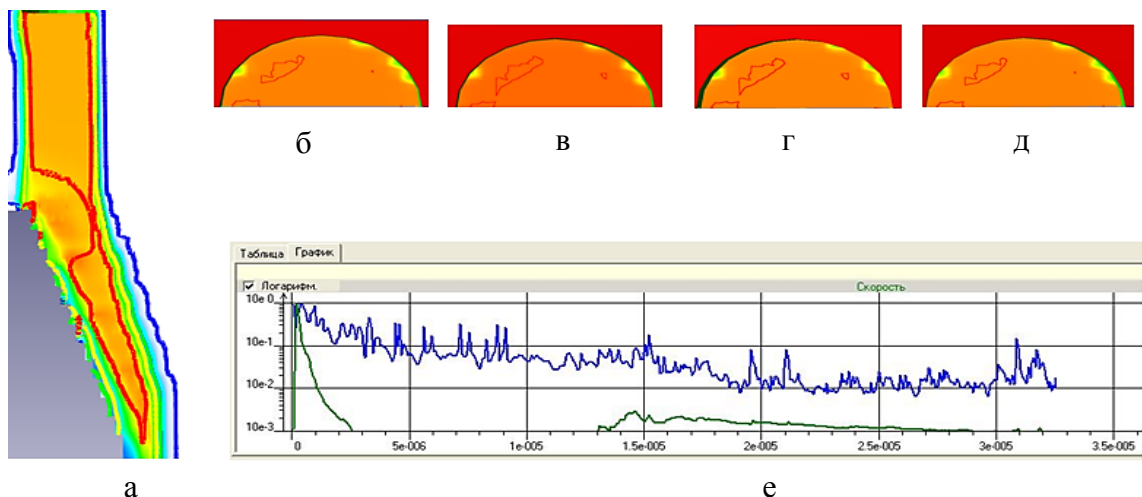 б в г д
Таблица График
Логарифм. Скорость
10e 0
10e-1
10e-2
10e-3
0 5e-006 1e-005 1.5e-005 2e-005 2.5e-005 3e-005 3.5e-005
а е